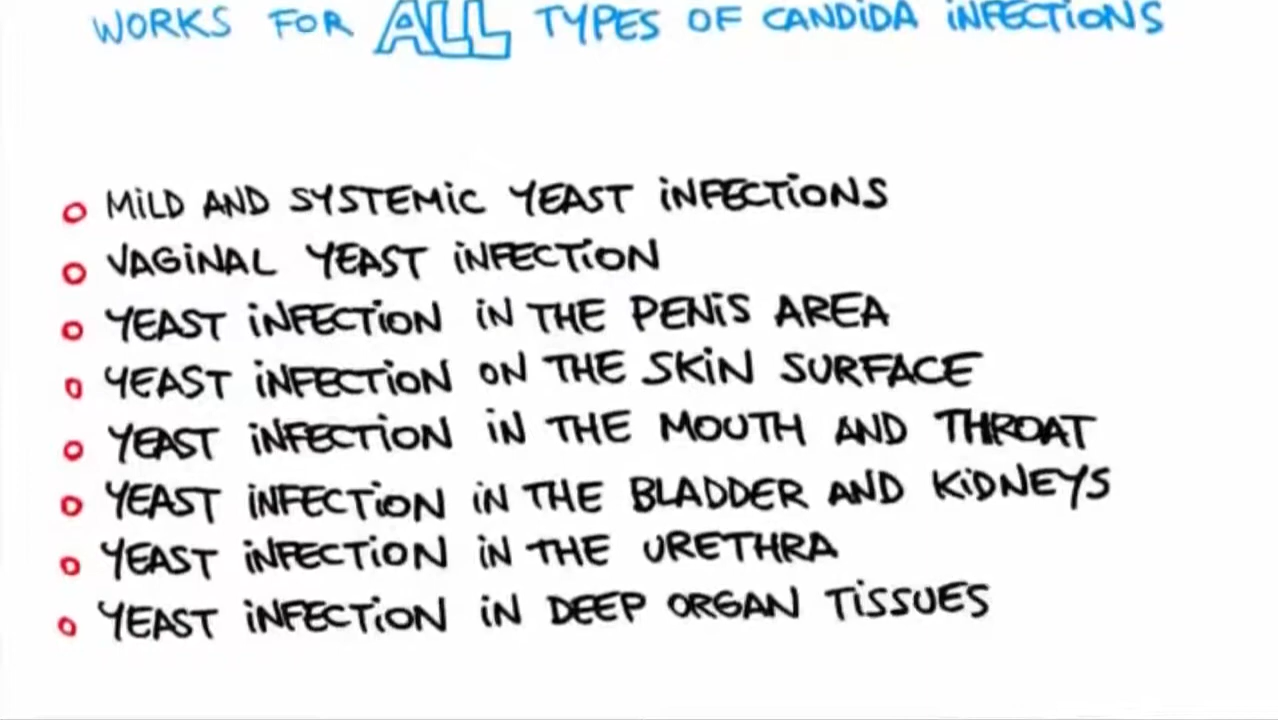 WORKS FOR ALL TYPES OF CANDIDA INFECTIONS
MILD AND SYSTEMIC YEAST INFECTIONS
VAGINAL YEAST INFECTION
YEAST INFECTION IN THE PENIS AREA
YEAST INFECTION ON THE SKIN SURFACE
YEAST INFECTION IN THE MOUTH AND THROAT
YEAST INFECTION IN THE BLADDER AND KIDNEYS
YEAST INFECTION IN THE URETHRA
YEAST INFECTION IN DEEP ORGAN TISSUES